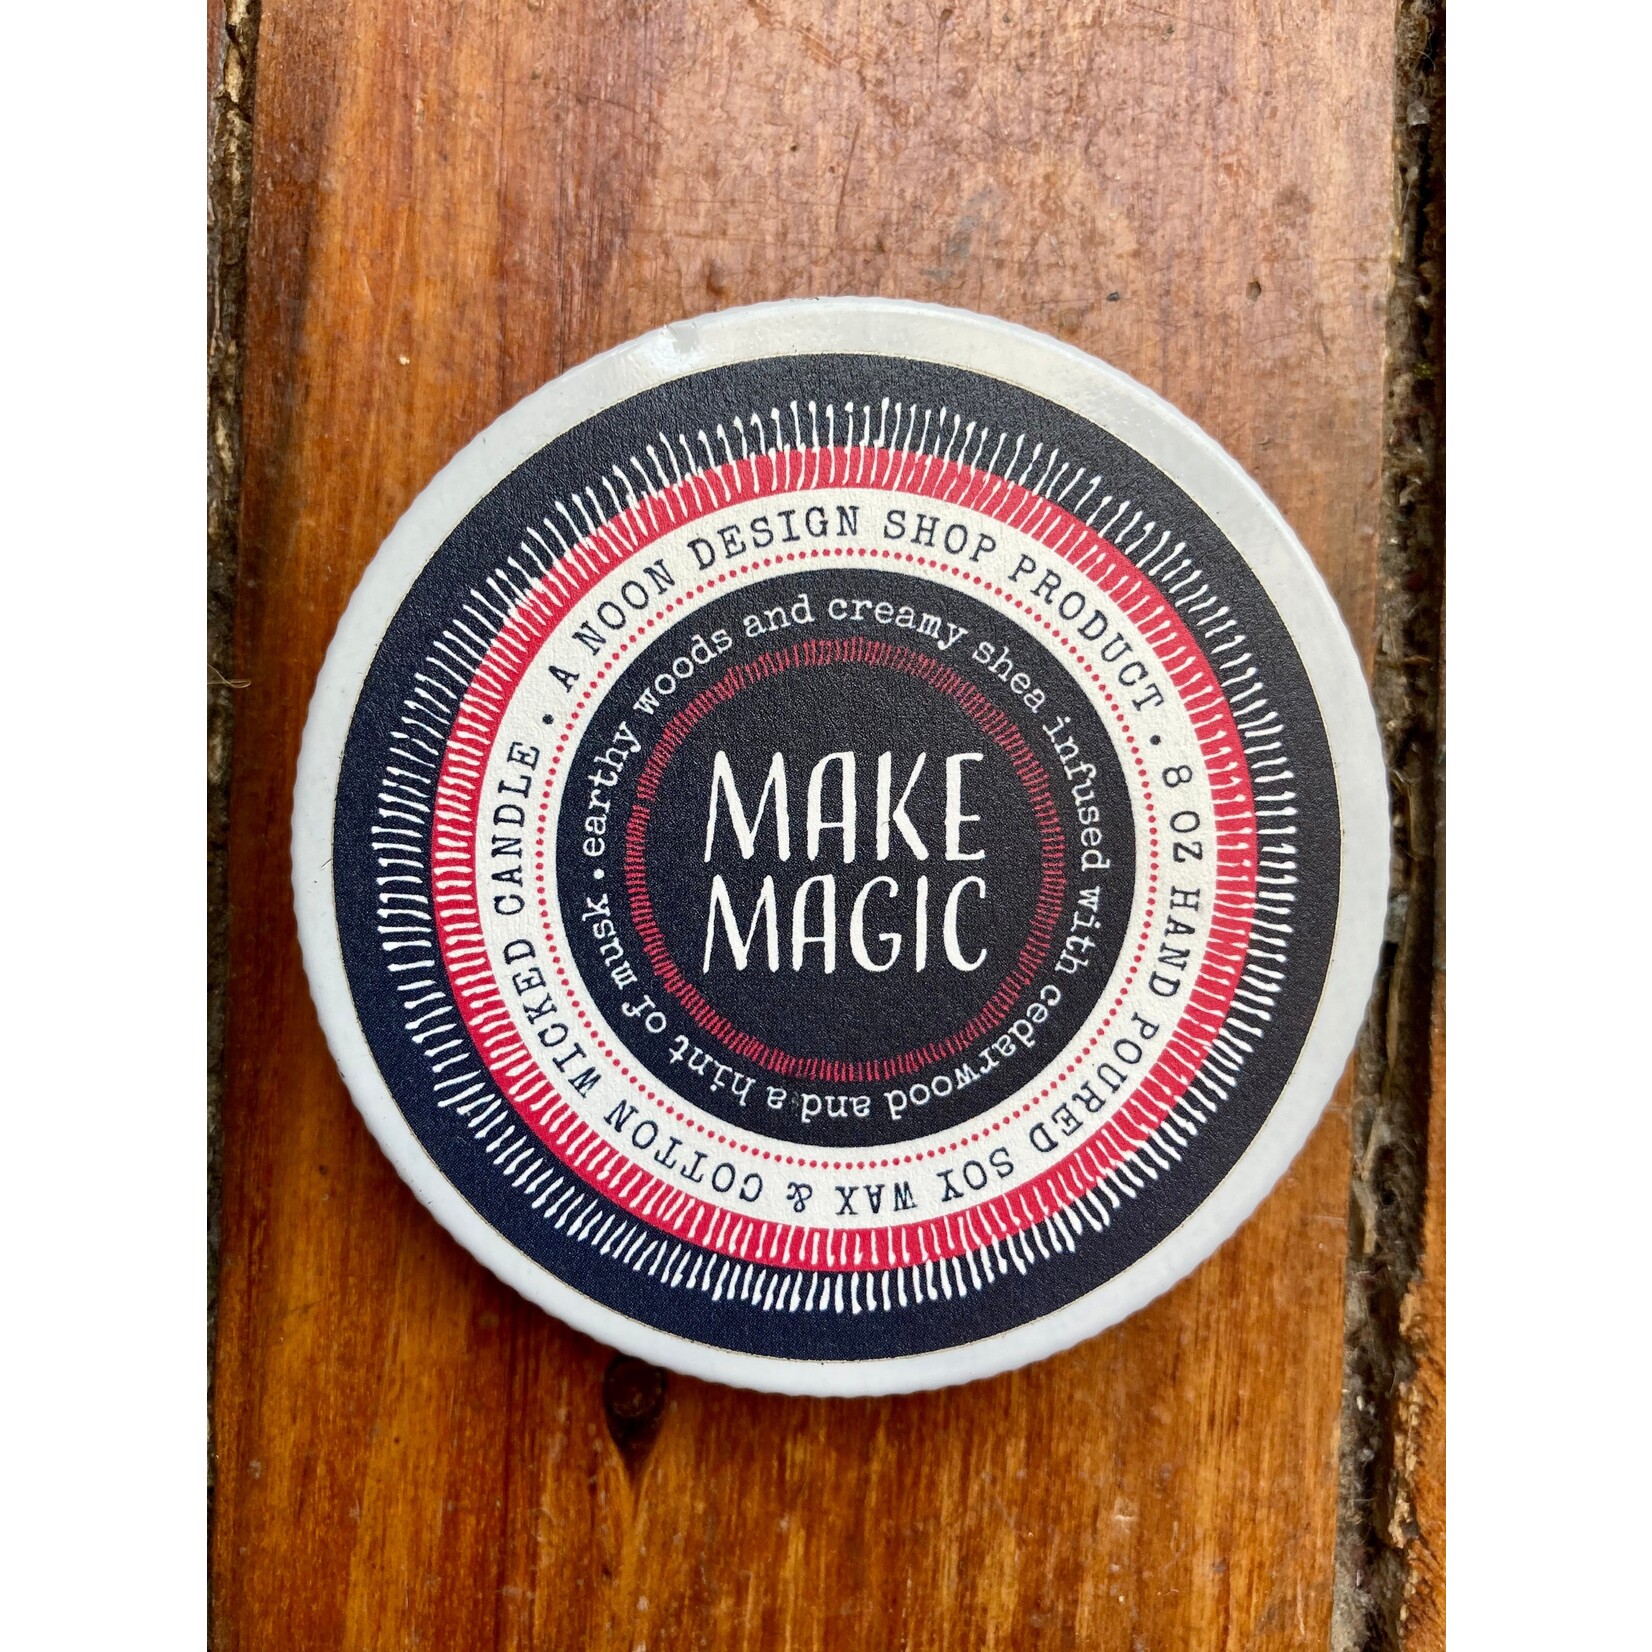 A NOON DESIGN SHOP PRODUCT • 8 OZ HAND POURED SOY WAX & COTTON WICKED CANDLE •
earthy woods and creamy shea infused with cedarwood and a hint of musk •
MAKE
MAGIC